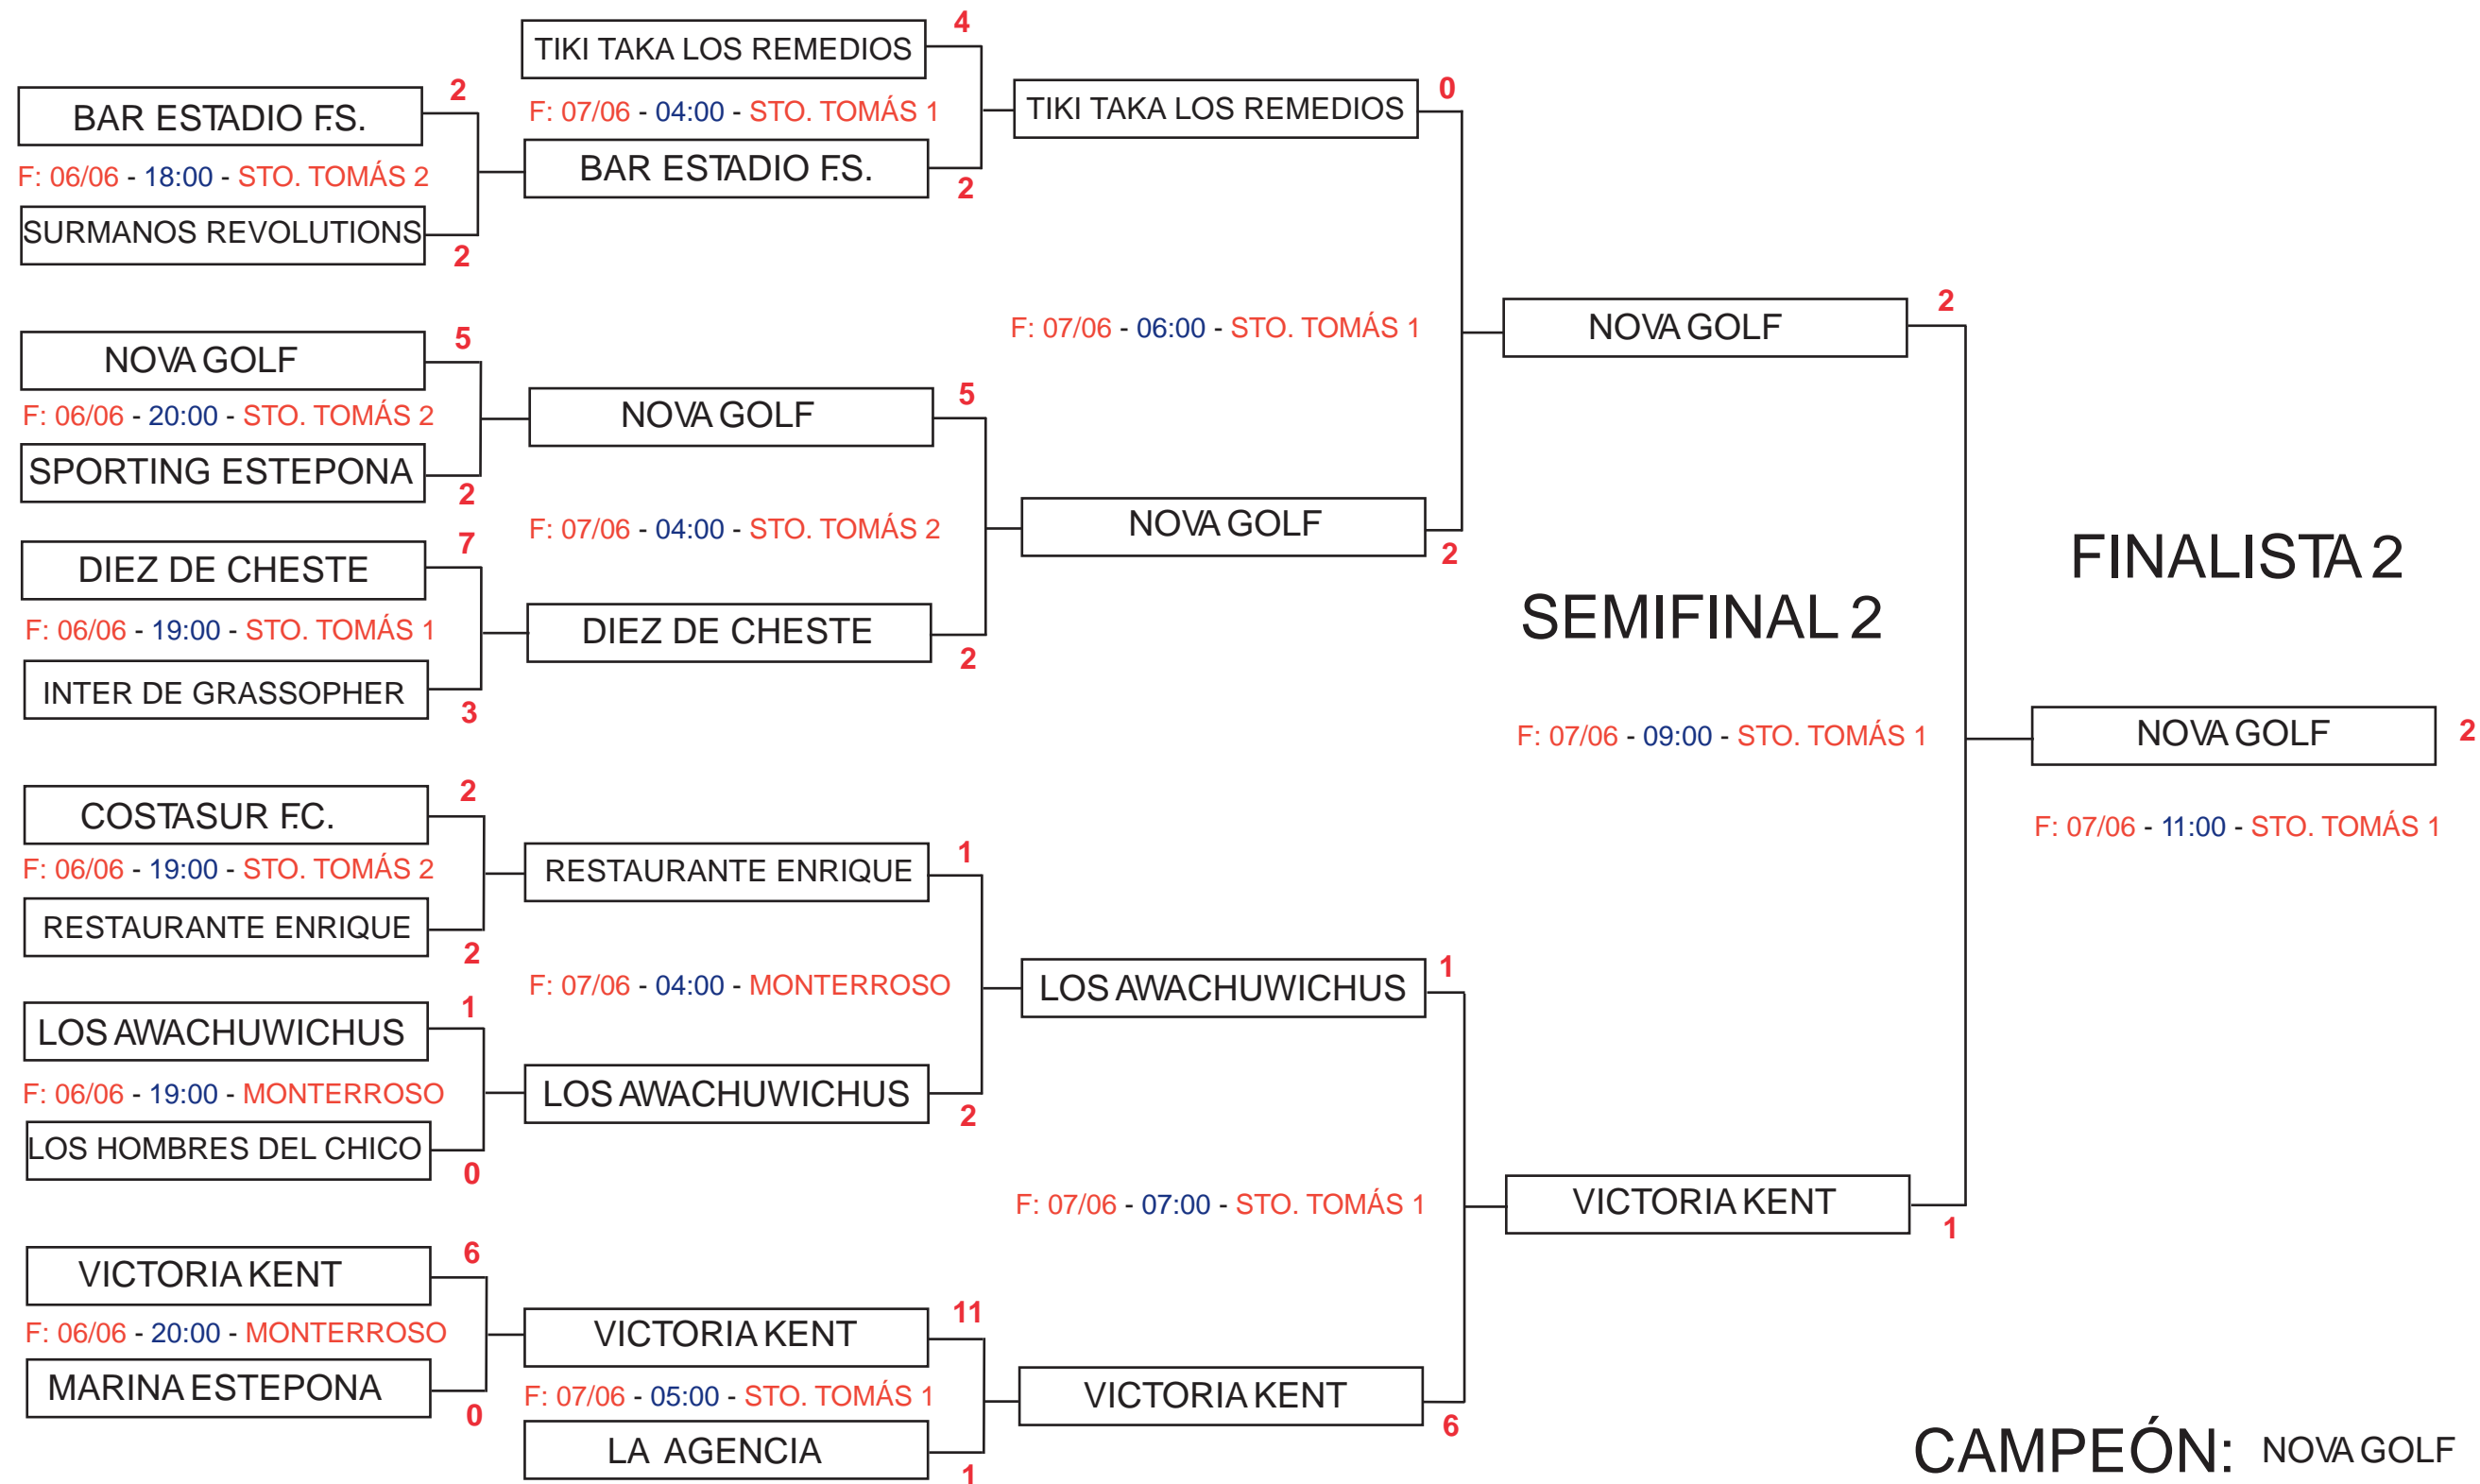 BAR ESTADIO F.S.
2
F: 06/06 - 18:00 - STO. TOMÁS 2
SURMANOS REVOLUTIONS
2
NOVA GOLF
5
F: 06/06 - 20:00 - STO. TOMÁS 2
SPORTING ESTEPONA
2
DIEZ DE CHESTE
7
F: 06/06 - 19:00 - STO. TOMÁS 1
INTER DE GRASSOPHER
3
COSTASUR F.C.
2
F: 06/06 - 19:00 - STO. TOMÁS 2
RESTAURANTE ENRIQUE
2
LOS AWACHUWICHUS
1
F: 06/06 - 19:00 - MONTERROSO
LOS HOMBRES DEL CHICO
0
VICTORIA KENT
6
F: 06/06 - 20:00 - MONTERROSO
MARINA ESTEPONA
0
TIKI TAKA LOS REMEDIOS
4
F: 07/06 - 04:00 - STO. TOMÁS 1
BAR ESTADIO F.S.
2
NOVA GOLF
5
F: 07/06 - 04:00 - STO. TOMÁS 2
DIEZ DE CHESTE
2
RESTAURANTE ENRIQUE
1
F: 07/06 - 04:00 - MONTERROSO
LOS AWACHUWICHUS
2
VICTORIA KENT
11
F: 07/06 - 05:00 - STO. TOMÁS 1
LA AGENCIA
1
TIKI TAKA LOS REMEDIOS
0
F: 07/06 - 06:00 - STO. TOMÁS 1
NOVA GOLF
2
LOS AWACHUWICHUS
1
F: 07/06 - 07:00 - STO. TOMÁS 1
VICTORIA KENT
6
NOVA GOLF
2
SEMIFINAL 2
F: 07/06 - 09:00 - STO. TOMÁS 1
VICTORIA KENT
1
FINALISTA 2
NOVA GOLF
2
F: 07/06 - 11:00 - STO. TOMÁS 1
CAMPEÓN: NOVA GOLF